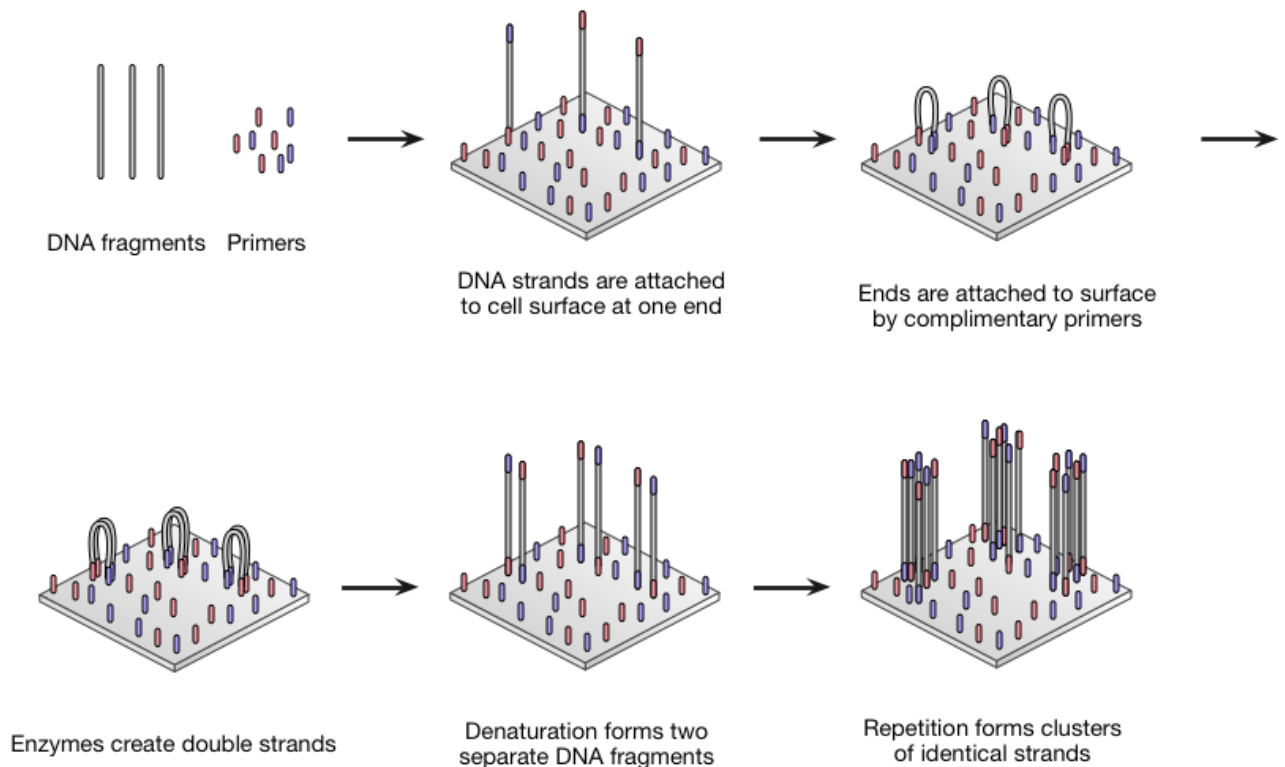 DNA fragments
Primers
DNA strands are attached
to cell surface at one end
Ends are attached to surface
by complimentary primers
Enzymes create double strands
Denaturation forms two
separate DNA fragments
Repetition forms clusters
of identical strands